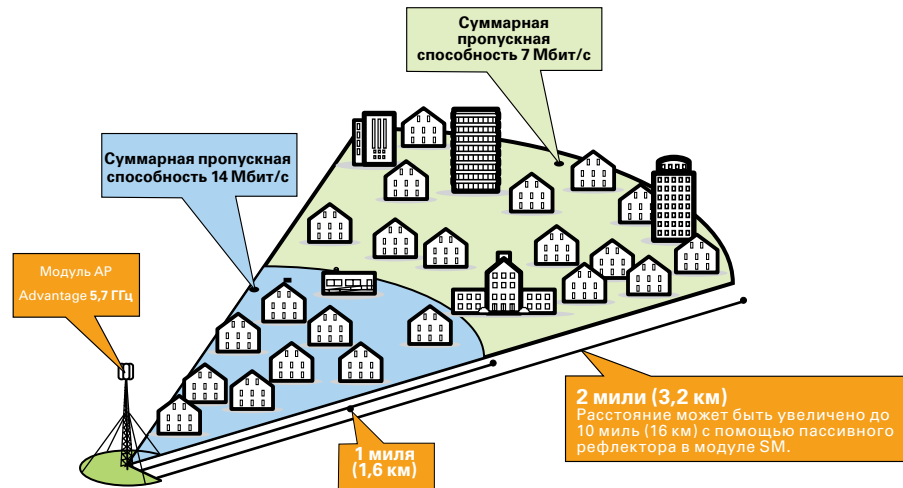 Суммарная
пропускная
способность 7 Мбит/с
Суммарная пропускная
способность 14 Мбит/с
Модуль AP
Advantage 5,7 ГГц
2 мили (3,2 км)
Расстояние может быть увеличено до
10 миль (16 км) с помощью пассивного
рефлектора в модуле SM.
1 миля
(1,6 км)